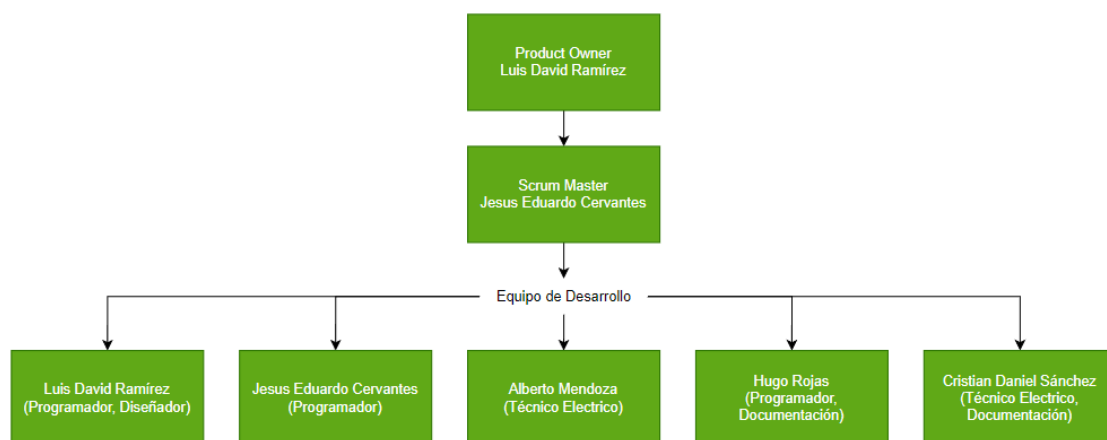 Product Owner
Luis David Ramírez
Scrum Master
Jesus Eduardo Cervantes
Equipo de Desarrollo
Luis David Ramírez
(Programador, Diseñador)
Jesus Eduardo Cervantes
(Programador)
Alberto Mendoza
(Técnico Electrico)
Hugo Rojas
(Programador,
Documentación)
Cristian Daniel Sánchez
(Técnico Electrico,
Documentación)